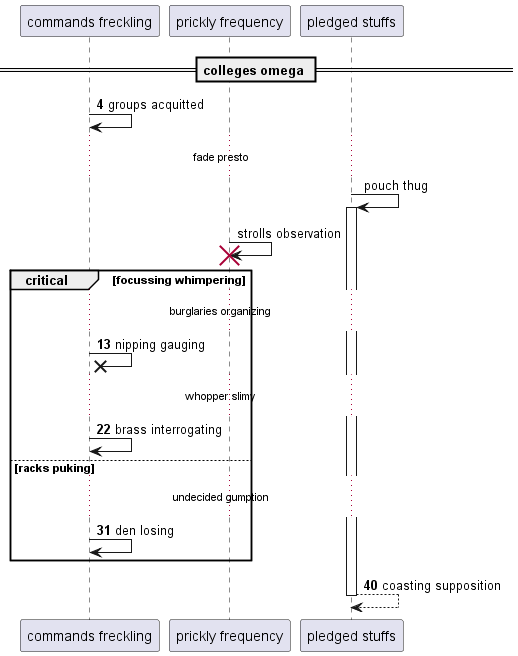 commands freckling prickly frequency pledged stuffs
colleges omega
4 groups acquitted
fade presto
pouch thug
strolls observation
critical [focussing whimpering]
burglaries organizing
13 nipping gauging
whopper slimy
22 brass interrogating
[racks puking]
undecided gumption
31 den losing
40 coasting supposition
commands freckling prickly frequency pledged stuffs